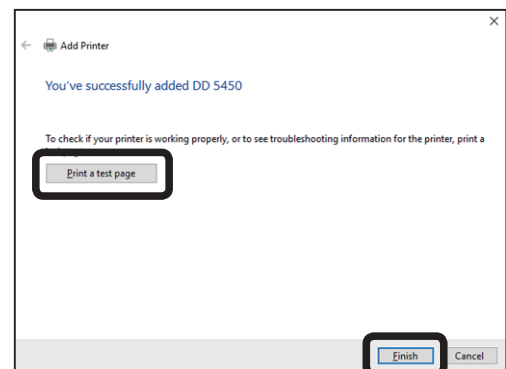 Add Printer
You've successfully added DD 5450
To check if your printer is working properly, or to see troubleshooting information for the printer, print a
Print a test page
Finish Cancel